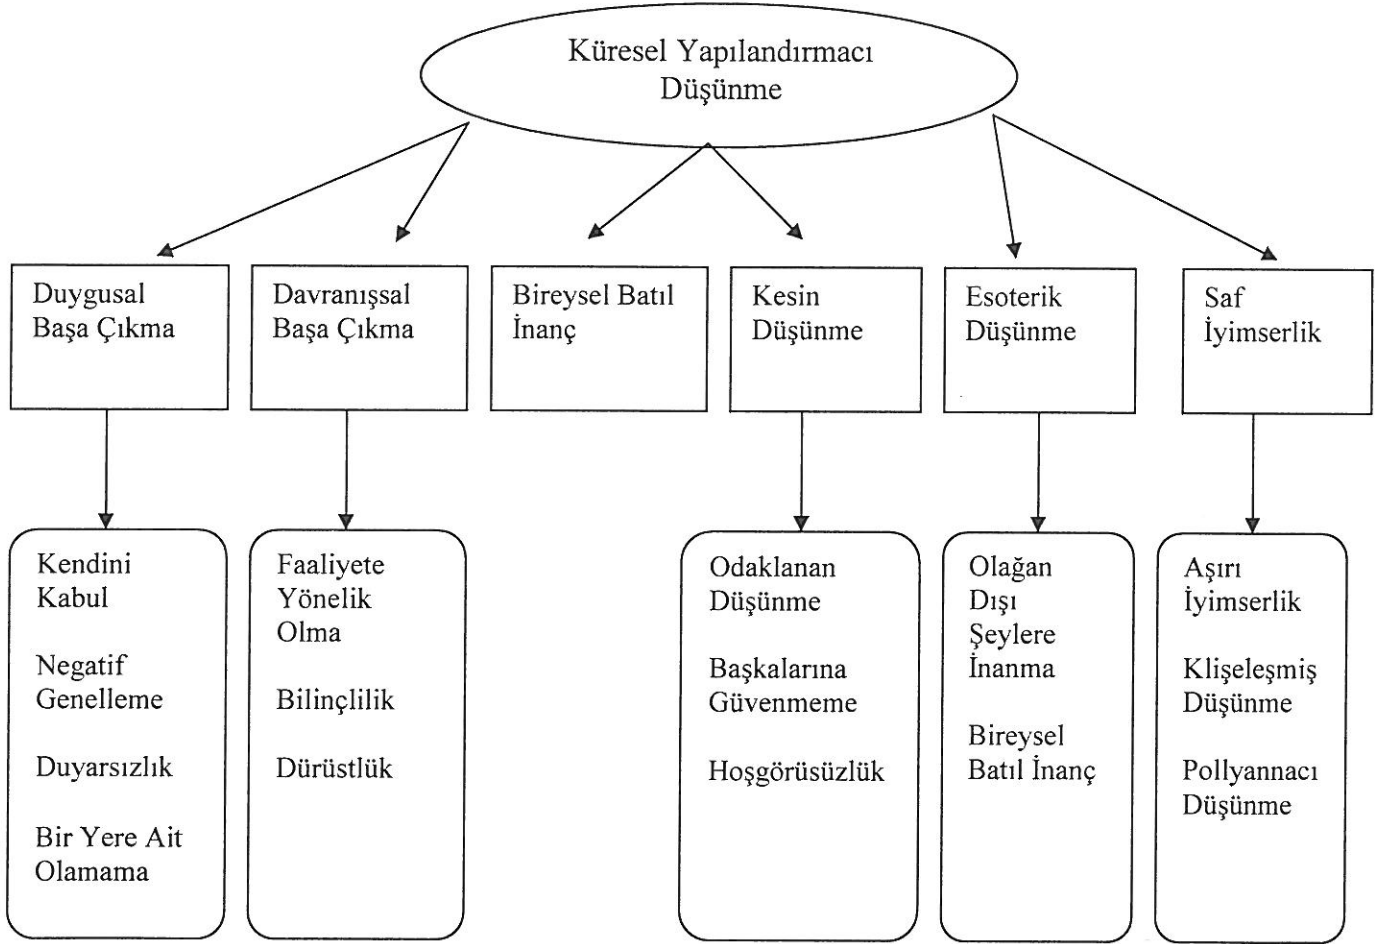 Küresel Yapılandırmacı
Düşünme
Duygusal
Başa Çıkma
Davranışsal
Başa Çıkma
Bireysel Batıl
İnanç
Kesin
Düşünme
Esoterik
Düşünme
Saf
İyimserlik
Kendini
Kabul
Negatif
Genelleme
Duyarsızlık
Bir Yere Ait
Olamama
Faaliyete
Yönelik
Olma
Bilinçlilik
Dürüstlük
Odaklanan
Düşünme
Başkalarına
Güvenmeme
Hoşgörüsüzlük
Olağan
Dışı
Şeylere
İnanma
Bireysel
Batıl İnanç
Aşırı
İyimserlik
Klişeleşmiş
Düşünme
Pollyannacı
Düşünme